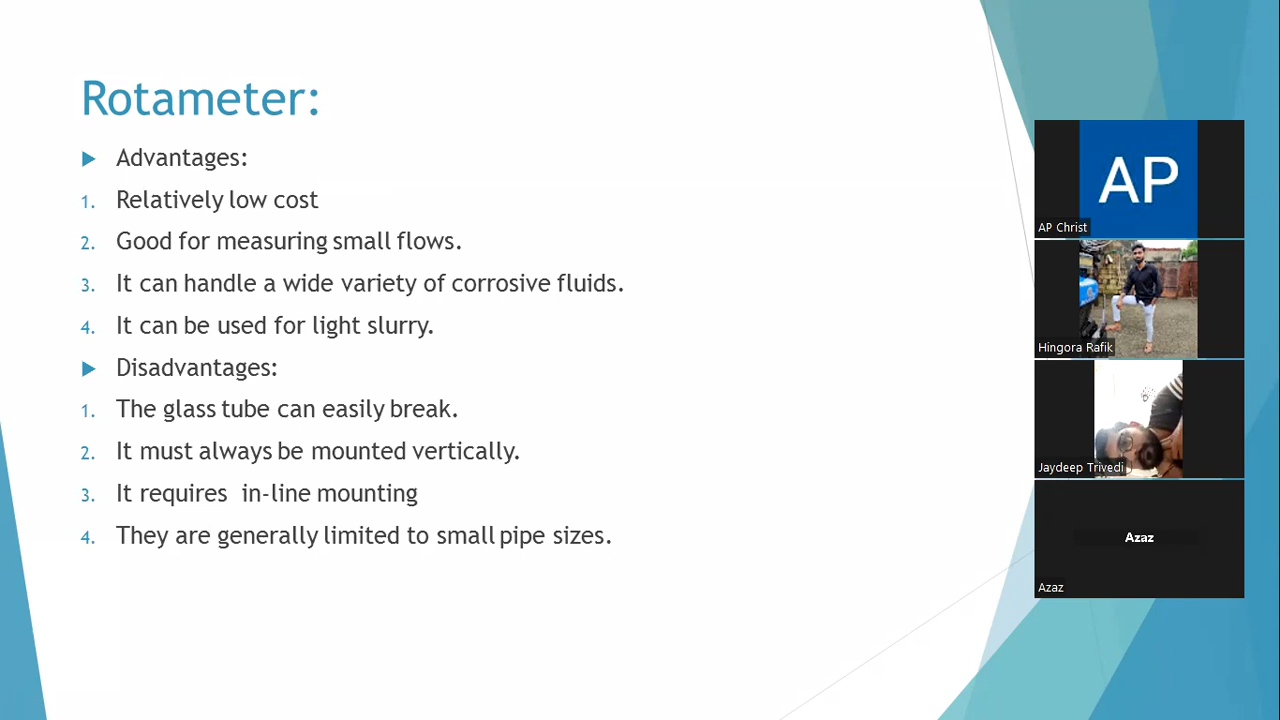 Rotameter:
Advantages:
1. Relatively low cost
2. Good for measuring small flows.
3. It can handle a wide variety of corrosive fluids.
4. It can be used for light slurry.
Disadvantages:
1. The glass tube can easily break.
2. It must always be mounted vertically.
3. It requires  in-line mounting
4. They are generally limited to small pipe sizes.
AP
AP Christ
Hingora Rafik
Jaydeep Trivedi
Azaz
Azaz